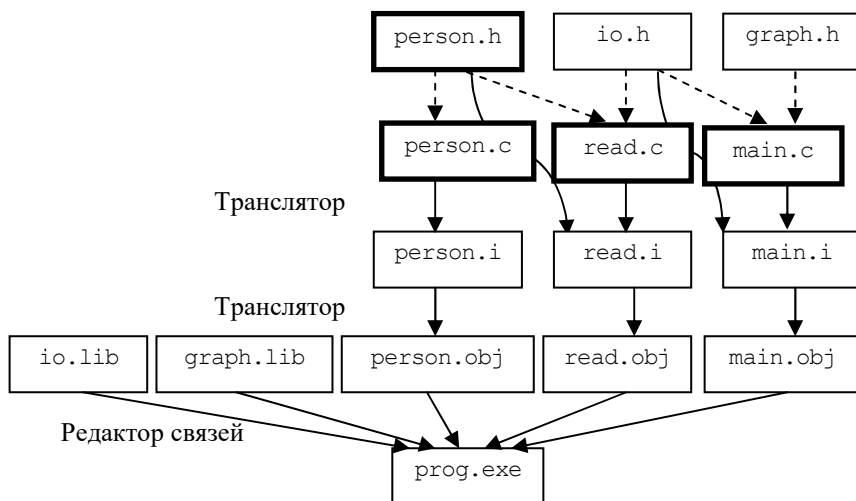 person.h
io.h
graph.h
person.c
read.c
main.c
Транслятор
person.i
read.i
main.i
Транслятор
io.lib
graph.lib
person.obj
read.obj
main.obj
Редактор связей
prog.exe